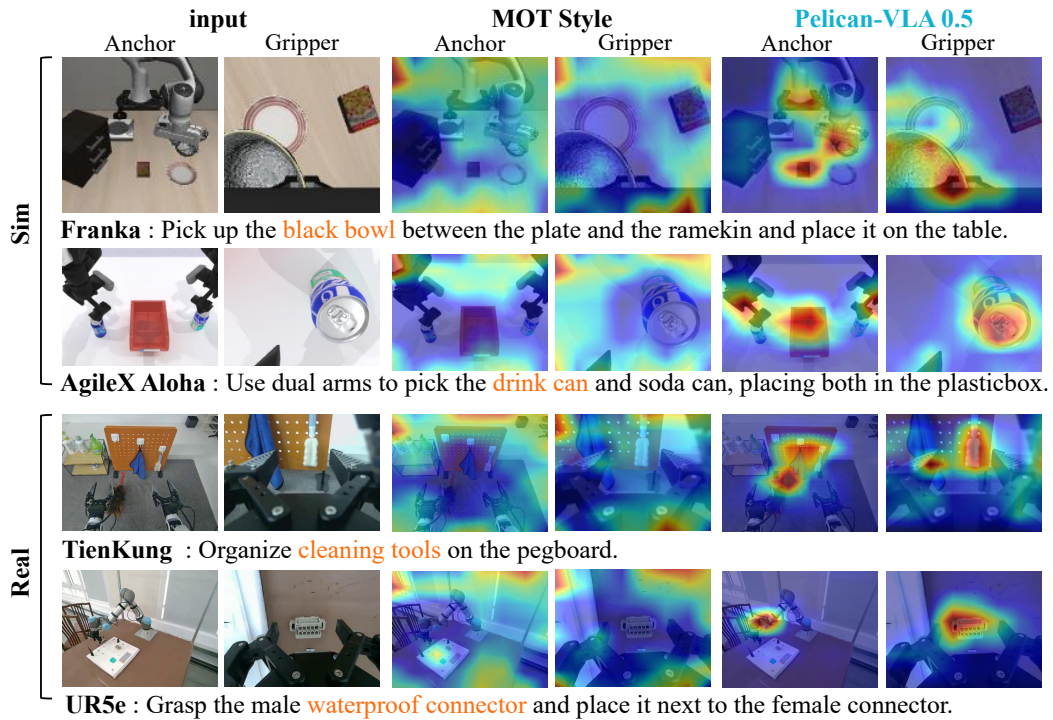 input MOT Style Pelican-VLA 0.5
Anchor Gripper Anchor Gripper Anchor Gripper
Sim
Franka : Pick up the black bowl between the plate and the ramekin and place it on the table.
AgileX Aloha : Use dual arms to pick the drink can and soda can, placing both in the plasticbox.
Real
TienKung : Organize cleaning tools on the pegboard.
UR5e : Grasp the male waterproof connector and place it next to the female connector.